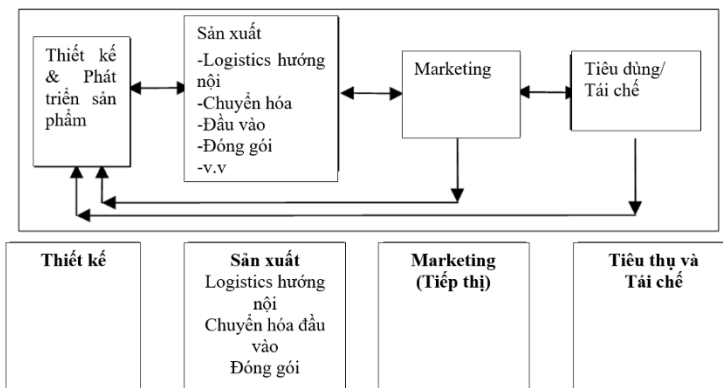 Thiết kế
& Phát
triển sản
phẩm
Sản xuất
-Logistics hướng
nội
-Chuyển hóa
-Đầu vào
-Đóng gói
-v.v
Marketing
Tiêu dùng/
Tái chế
Thiết kế
Sản xuất
Logistics hướng
nội
Chuyển hóa đầu
vào
Đóng gói
Marketing
(Tiếp thị)
Tiêu thụ và
Tái chế